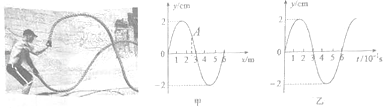 y/cm
2
A
0 1 2 3 4 5 6
x/m
-2
甲
y/cm
2
0 1 2 3 4 5 6
t/10⁻¹s
-2
乙